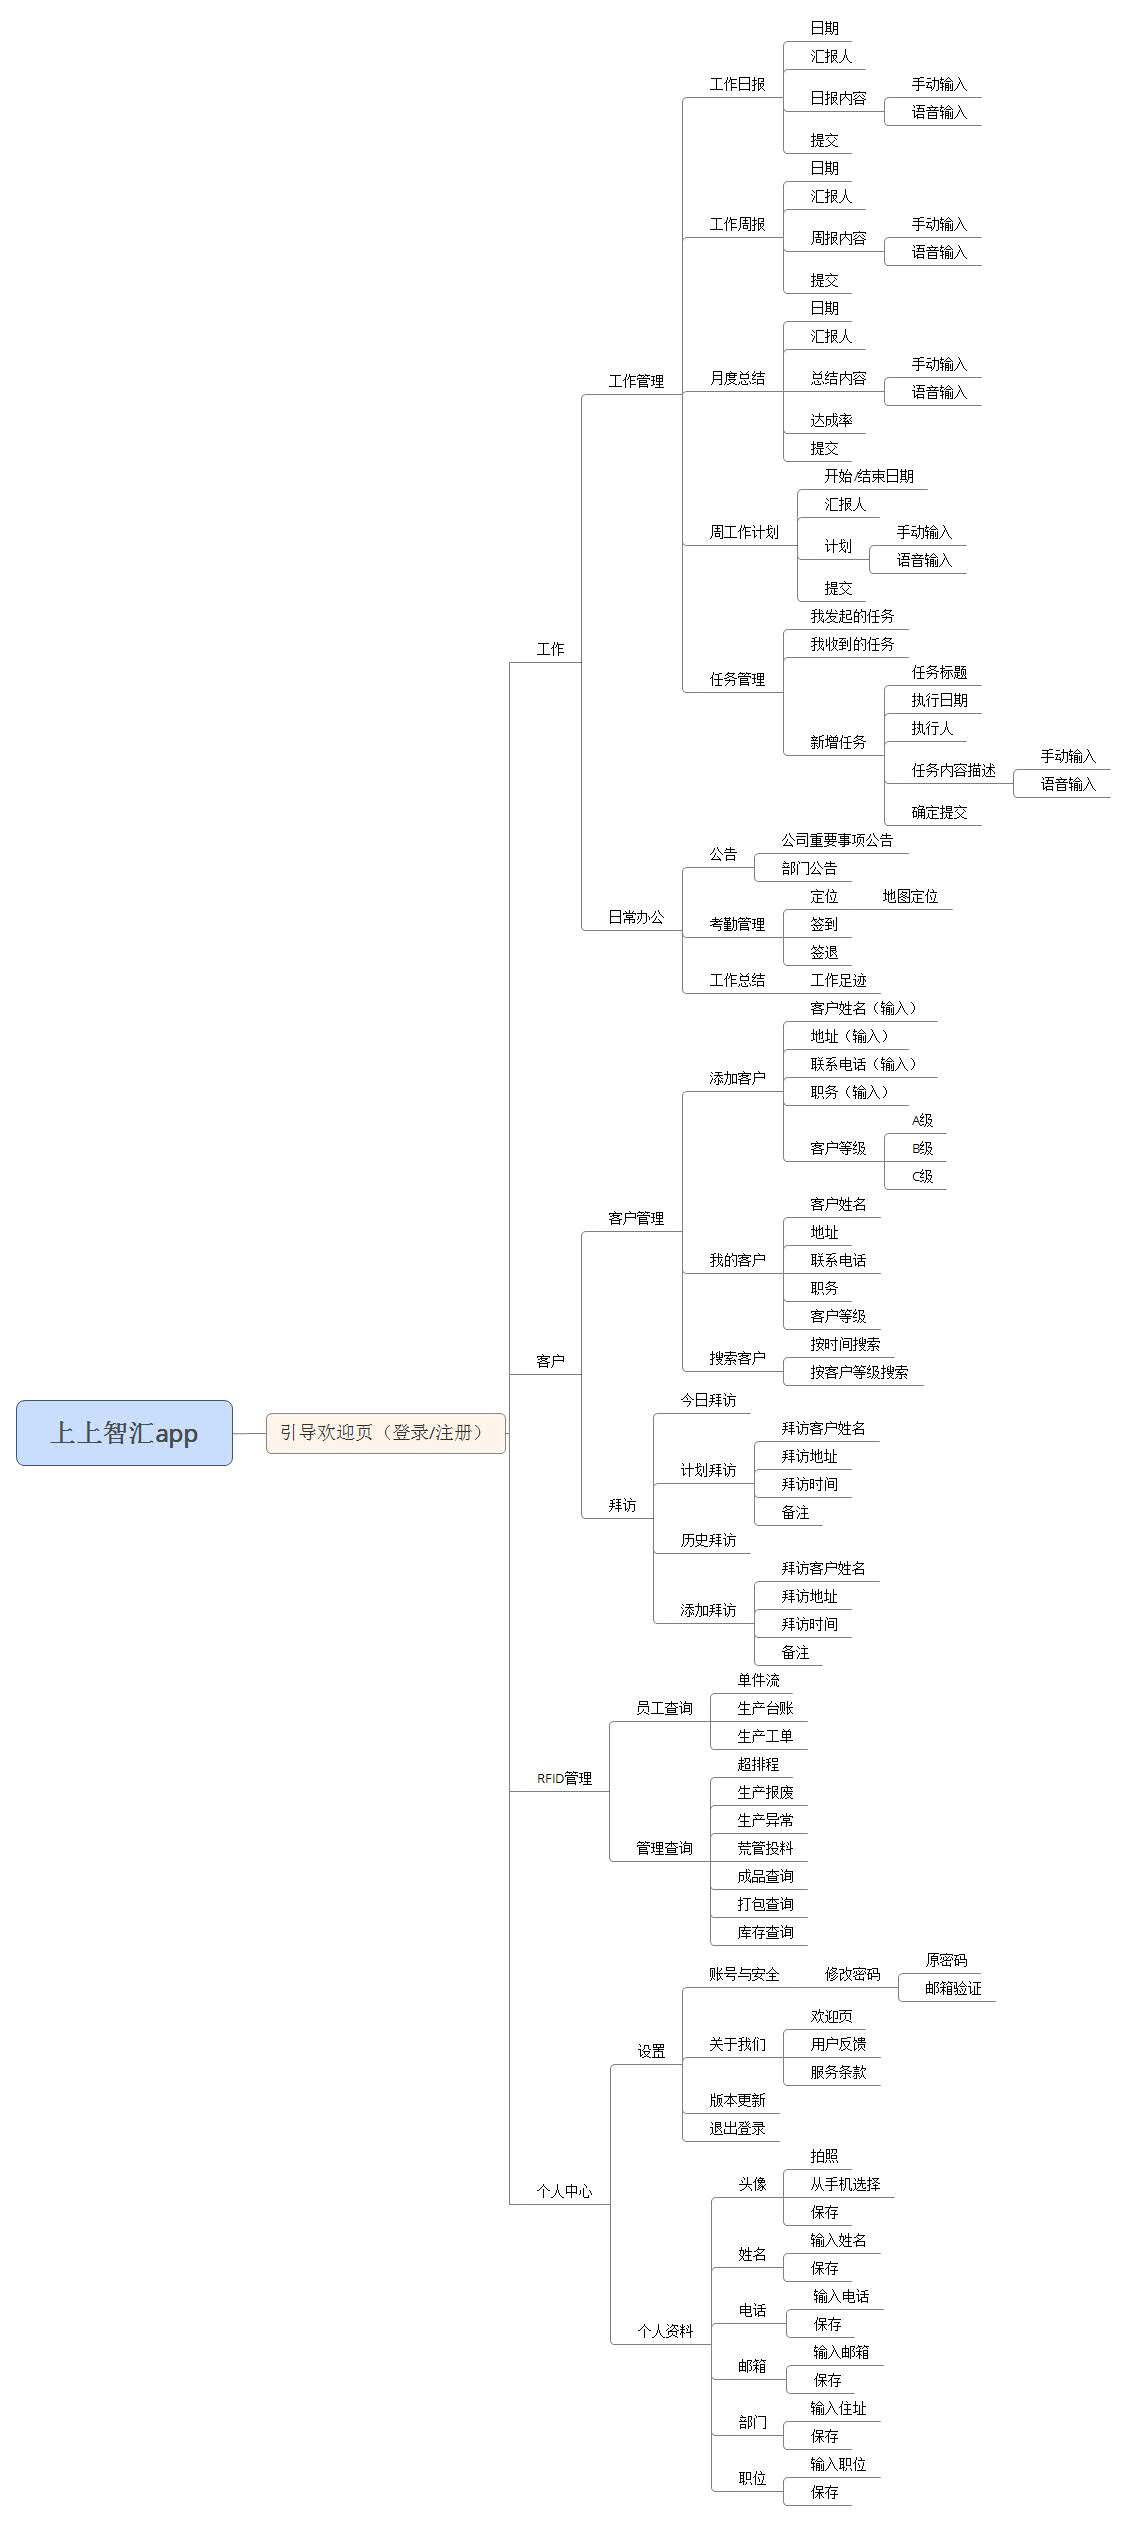 日期
汇报人
工作日报
手动输入
日报内容
语音输入
提交
日期
汇报人
工作周报
手动输入
周报内容
语音输入
提交
日期
汇报人
手动输入
工作管理
月度总结
总结内容
语音输入
达成率
提交
开始/结束日期
汇报人
周工作计划
手动输入
计划
语音输入
提交
我发起的任务
工作
我收到的任务
任务管理
任务标题
执行日期
执行人
新增任务
手动输入
任务内容描述
语音输入
确定提交
公司重要事项公告
公告
部门公告
定位
地图定位
日常办公
考勤管理
签到
签退
工作总结
工作足迹
客户姓名（输入）
地址（输入）
联系电话（输入）
添加客户
职务（输入）
A级
客户等级
B级
C级
客户姓名
客户管理
地址
我的客户
联系电话
职务
客户等级
按时间搜索
客户
搜索客户
按客户等级搜索
今日拜访
上上智汇app
引导欢迎页（登录/注册）
拜访客户姓名
拜访地址
计划拜访
拜访时间
拜访
备注
历史拜访
拜访客户姓名
拜访地址
添加拜访
拜访时间
备注
单件流
员工查询
生产台账
生产工单
超排程
RFID管理
生产报废
生产异常
管理查询
荒管投料
成品查询
打包查询
库存查询
原密码
账号与安全
修改密码
邮箱验证
欢迎页
设置
关于我们
用户反馈
服务条款
版本更新
退出登录
拍照
头像
从手机选择
个人中心
保存
输入姓名
姓名
保存
输入电话
电话
保存
个人资料
输入邮箱
邮箱
保存
输入住址
部门
保存
输入职位
职位
保存